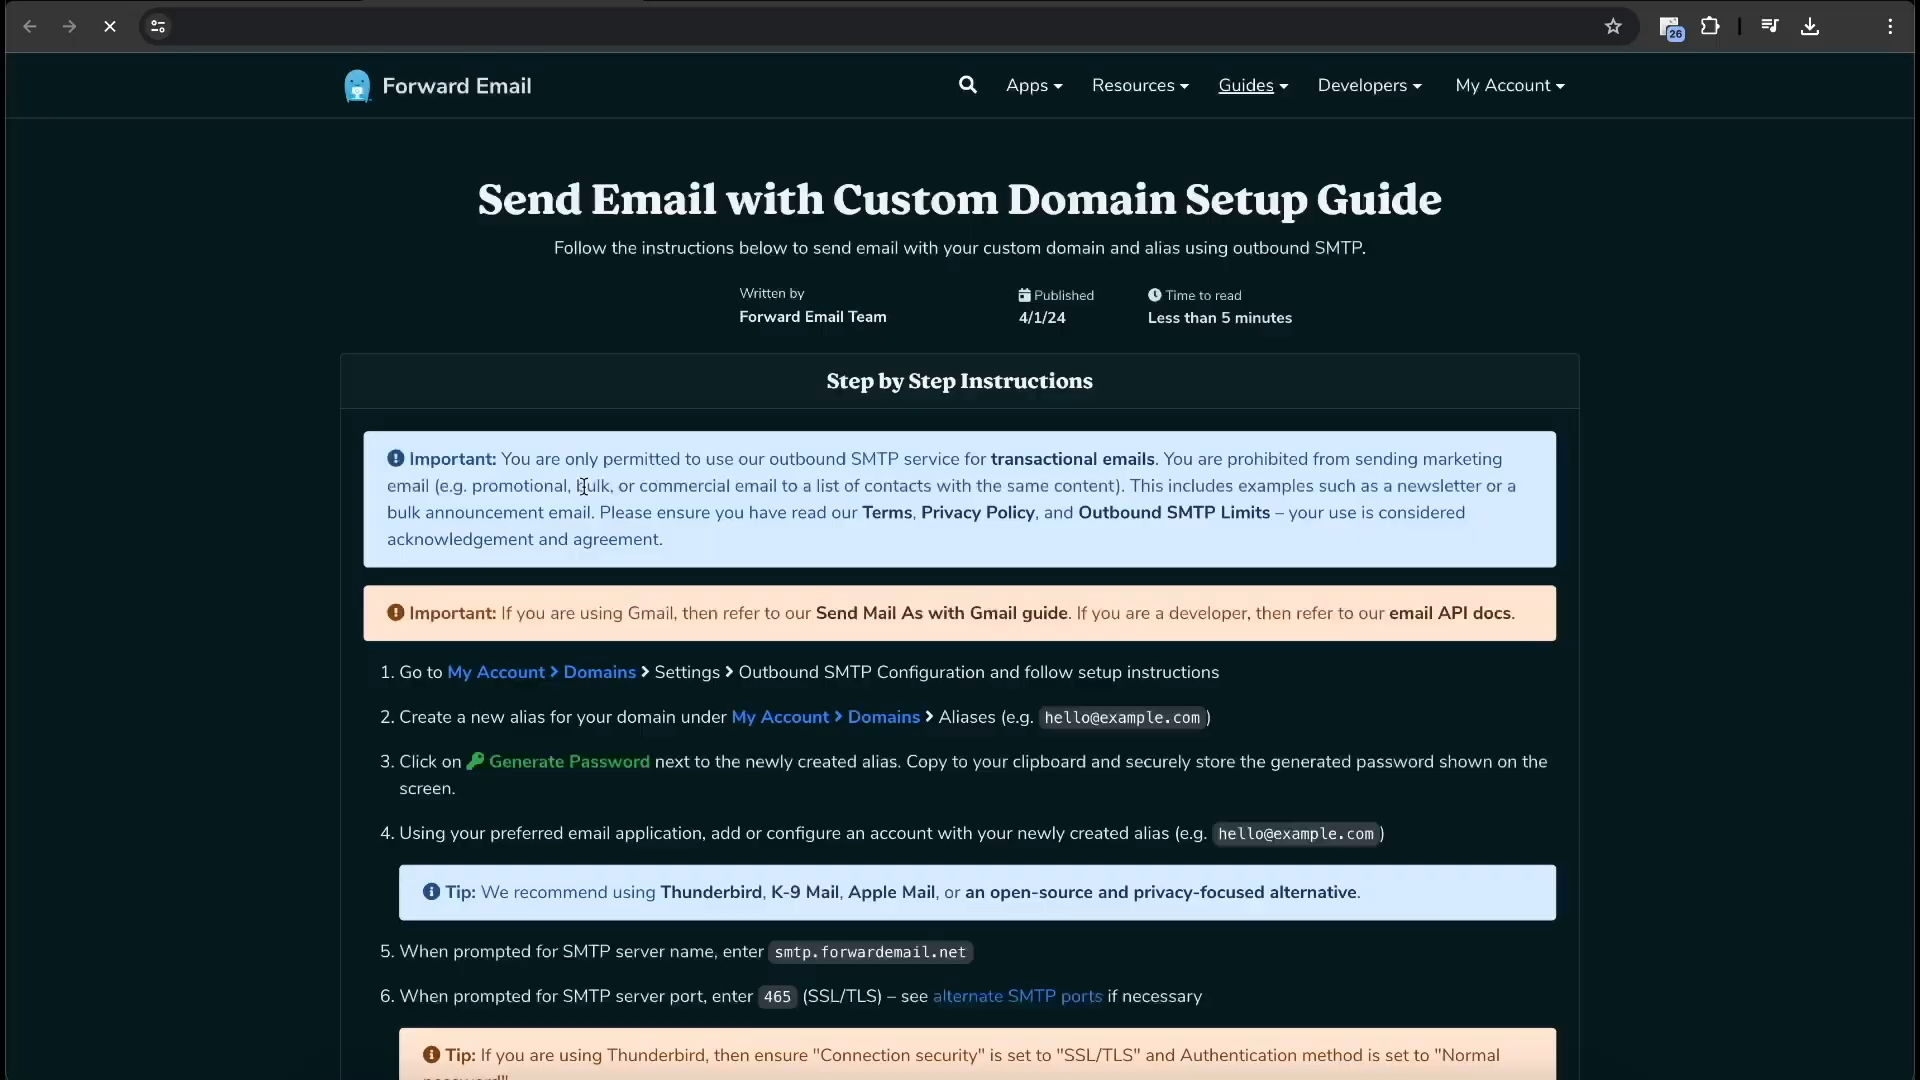 26
Forward Email
Apps
Resources
Guides
Developers
My Account
Send Email with Custom Domain Setup Guide
Follow the instructions below to send email with your custom domain and alias using outbound SMTP.
Written by
Forward Email Team
Published
4/1/24
Time to read
Less than 5 minutes
Step by Step Instructions
Important: You are only permitted to use our outbound SMTP service for transactional emails. You are prohibited from sending marketing
email (e.g. promotional, bulk, or commercial email to a list of contacts with the same content). This includes examples such as a newsletter or a
bulk announcement email. Please ensure you have read our Terms, Privacy Policy, and Outbound SMTP Limits – your use is considered
acknowledgement and agreement.
Important: If you are using Gmail, then refer to our Send Mail As with Gmail guide. If you are a developer, then refer to our email API docs.
1. Go to My Account > Domains > Settings > Outbound SMTP Configuration and follow setup instructions
2. Create a new alias for your domain under My Account > Domains > Aliases (e.g. hello@example.com)
3. Click on Generate Password next to the newly created alias. Copy to your clipboard and securely store the generated password shown on the
screen.
4. Using your preferred email application, add or configure an account with your newly created alias (e.g. hello@example.com)
Tip: We recommend using Thunderbird, K-9 Mail, Apple Mail, or an open-source and privacy-focused alternative.
5. When prompted for SMTP server name, enter smtp.forwardemail.net
6. When prompted for SMTP server port, enter 465 (SSL/TLS) – see alternate SMTP ports if necessary
Tip: If you are using Thunderbird, then ensure "Connection security" is set to "SSL/TLS" and Authentication method is set to "Normal